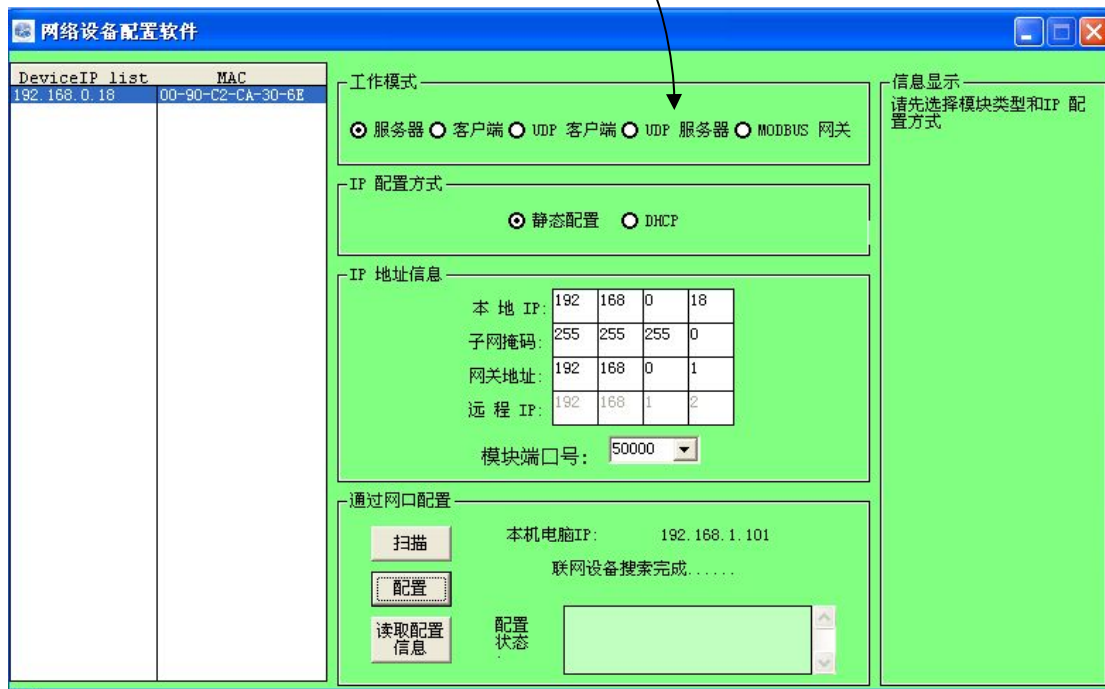 网络设备配置软件
DeviceIP list MAC
192.168.0.18 00-90-C2-CA-30-6E
工作模式
服务器 客户端 UDP 客户端 UDP 服务器 MODBUS 网关
IP 配置方式
静态配置 DHCP
IP 地址信息
本 地 IP: 192 168 0 18
子网掩码: 255 255 255 0
网关地址: 192 168 0 1
远 程 IP: 192 168 1 2
模块端口号: 50000
通过网口配置
扫描 本机电脑IP: 192.168.1.101
联网设备搜索完成......
配置
读取配置
信息
配置
状态
:
信息显示
请先选择模块类型和IP 配
置方式